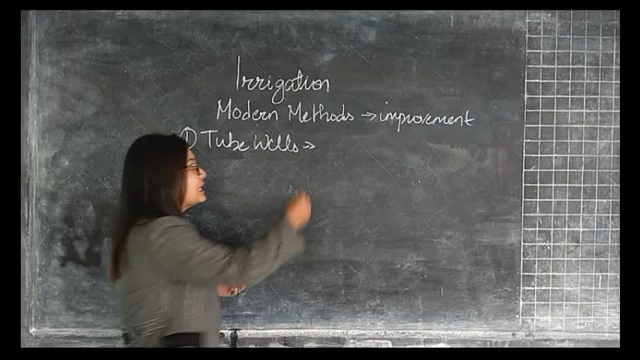 Irrigation
Modern Methods → improvement
① Tube Wells »